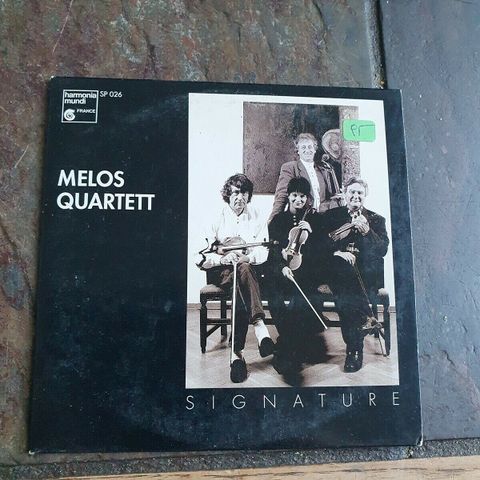 harmonia
mundi
FRANCE
SP 026
MELOS
QUARTETT
SIGNATURE